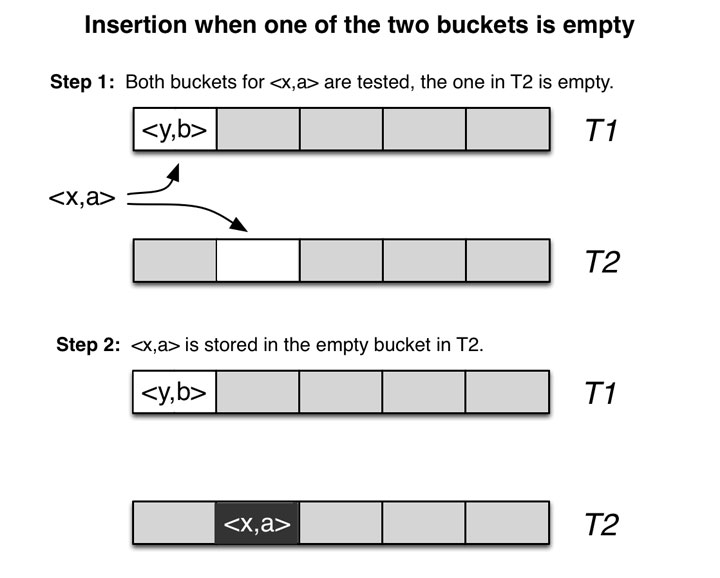 Insertion when one of the two buckets is empty
Step 1: Both buckets for <x,a> are tested, the one in T2 is empty.
<y,b> T1
<x,a>
T2
Step 2: <x,a> is stored in the empty bucket in T2.
<y,b> T1
<x,a> T2